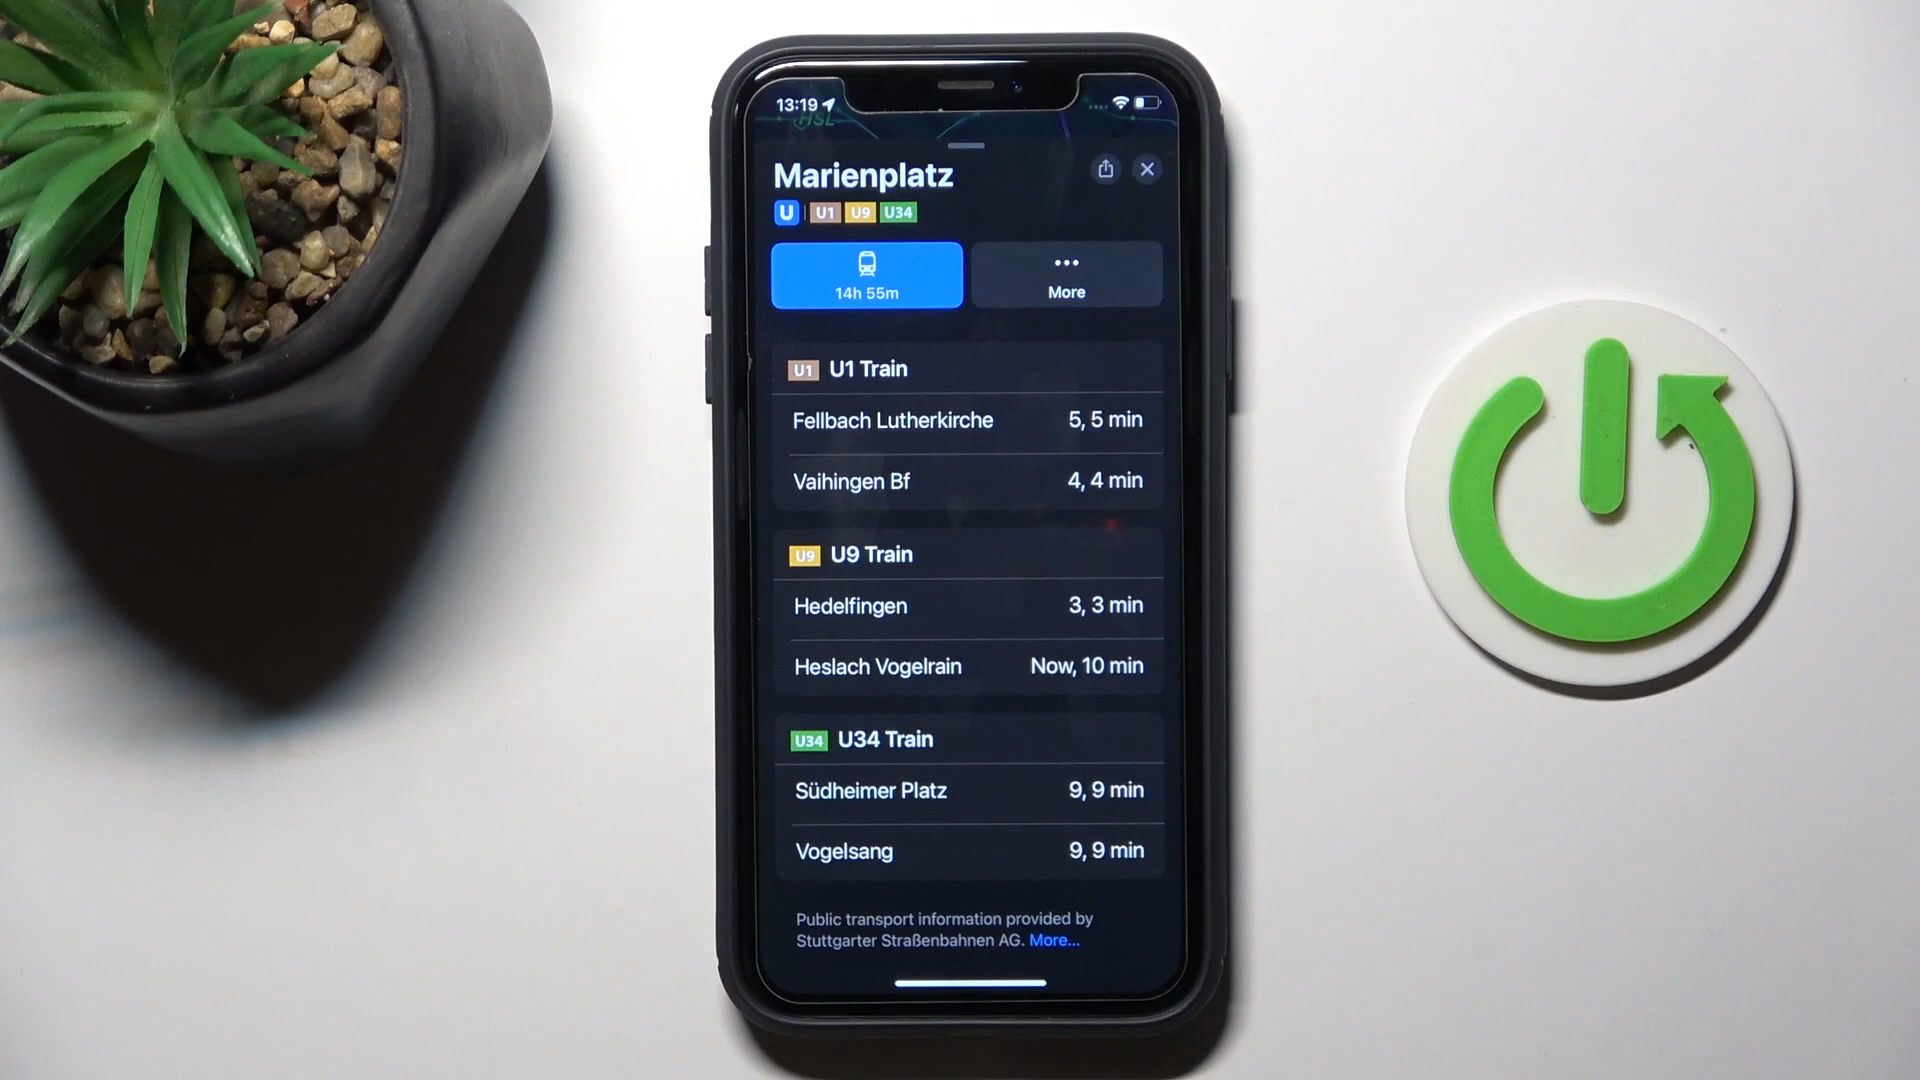 13:19
HSL
Marienplatz
U U1 U9 U34
14h 55m
More
U1 U1 Train
Fellbach Lutherkirche 5, 5 min
Vaihingen Bf 4, 4 min
U9 U9 Train
Hedelfingen 3, 3 min
Heslach Vogelrain Now, 10 min
U34 U34 Train
Südheimer Platz 9, 9 min
Vogelsang 9, 9 min
Public transport information provided by
Stuttgarter Straßenbahnen AG. More...